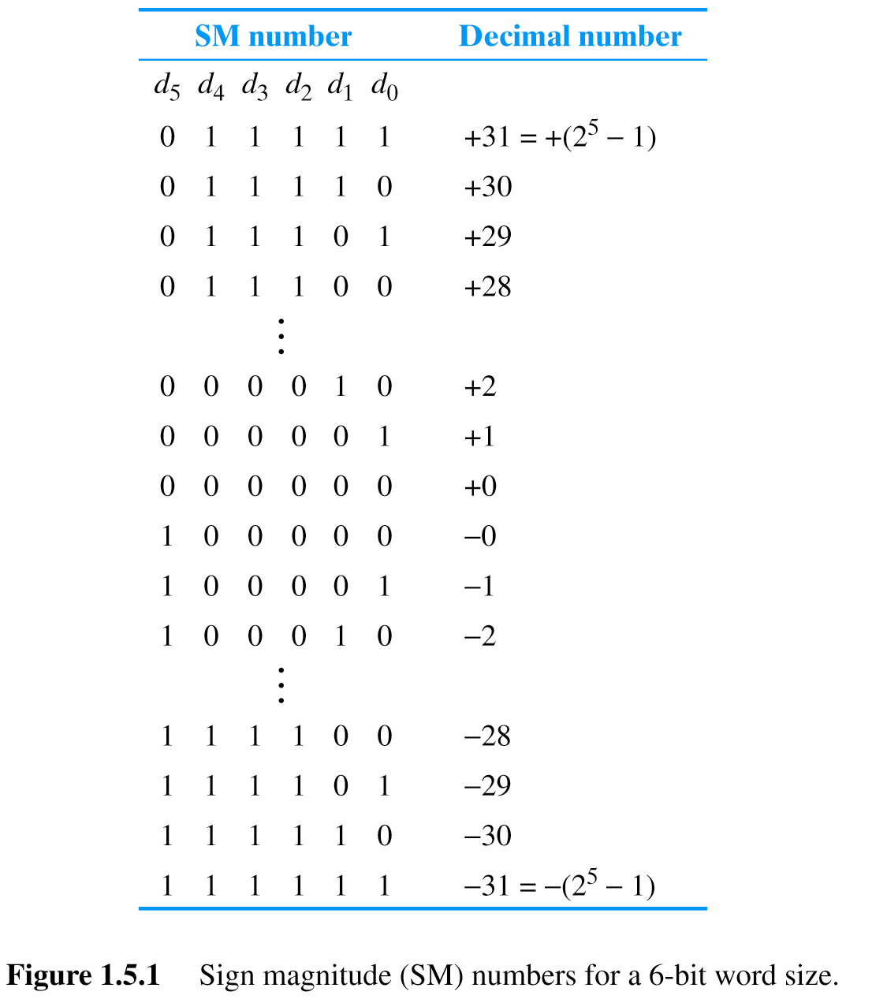 SM number Decimal number
d5 d4 d3 d2 d1 d0
0 1 1 1 1 1 +31 = +(2^5 − 1)
0 1 1 1 1 0 +30
0 1 1 1 0 1 +29
0 1 1 1 0 0 +28
⋮
0 0 0 0 1 0 +2
0 0 0 0 0 1 +1
0 0 0 0 0 0 +0
1 0 0 0 0 0 −0
1 0 0 0 0 1 −1
1 0 0 0 1 0 −2
⋮
1 1 1 1 0 0 −28
1 1 1 1 0 1 −29
1 1 1 1 1 0 −30
1 1 1 1 1 1 −31 = −(2^5 − 1)
Figure 1.5.1 Sign magnitude (SM) numbers for a 6-bit word size.